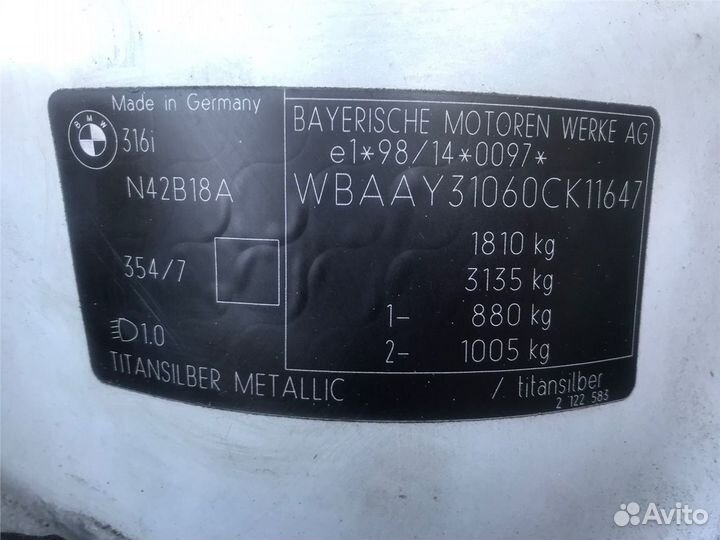 BMW
Made in Germany
316i
N42B18A
354/7
1.0
TITANSILBER METALLIC
BAYERISCHE MOTOREN WERKE AG
e1*98/14*0097*
WBAAY31060CK11647
1810 kg
3135 kg
1- 880 kg
2- 1005 kg
/ titansilber
2 122 583
Avito